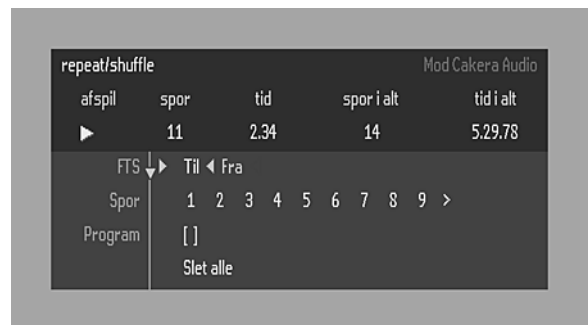 repeat/shuffle Mod Cakera Audio
afspil spor tid spor i alt tid i alt
11 2.34 14 5.29.78
FTS Til Fra
Spor 1 2 3 4 5 6 7 8 9 >
Program [ ]
Slet alle